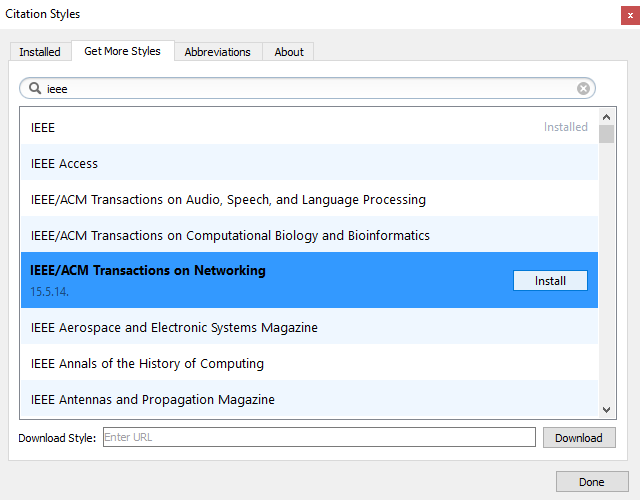 Citation Styles
Installed
Get More Styles
Abbreviations
About
ieee
IEEE
Installed
IEEE Access
IEEE/ACM Transactions on Audio, Speech, and Language Processing
IEEE/ACM Transactions on Computational Biology and Bioinformatics
IEEE/ACM Transactions on Networking
15.5.14.
Install
IEEE Aerospace and Electronic Systems Magazine
IEEE Annals of the History of Computing
IEEE Antennas and Propagation Magazine
Download Style:
Enter URL
Download
Done